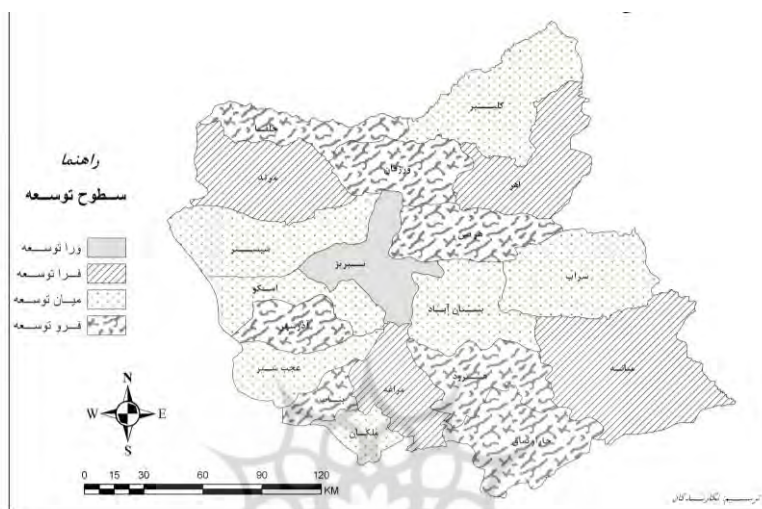 راهنما
سطوح توسعه
ورا توسعه
فرا توسعه
میان توسعه
فرو توسعه
N
W
E
S
0 15 30 60 90 120
KM
کلیبر
جلفا
اهر
ورزقان
مرند
هریس
شبستر
تبریز
سراب
اسکو
بستان آباد
آذرشهر
میانه
عجب شیر
مراغه
هشترود
بناب
ملکان
چاراویماق
ترسیم: نگارندگان